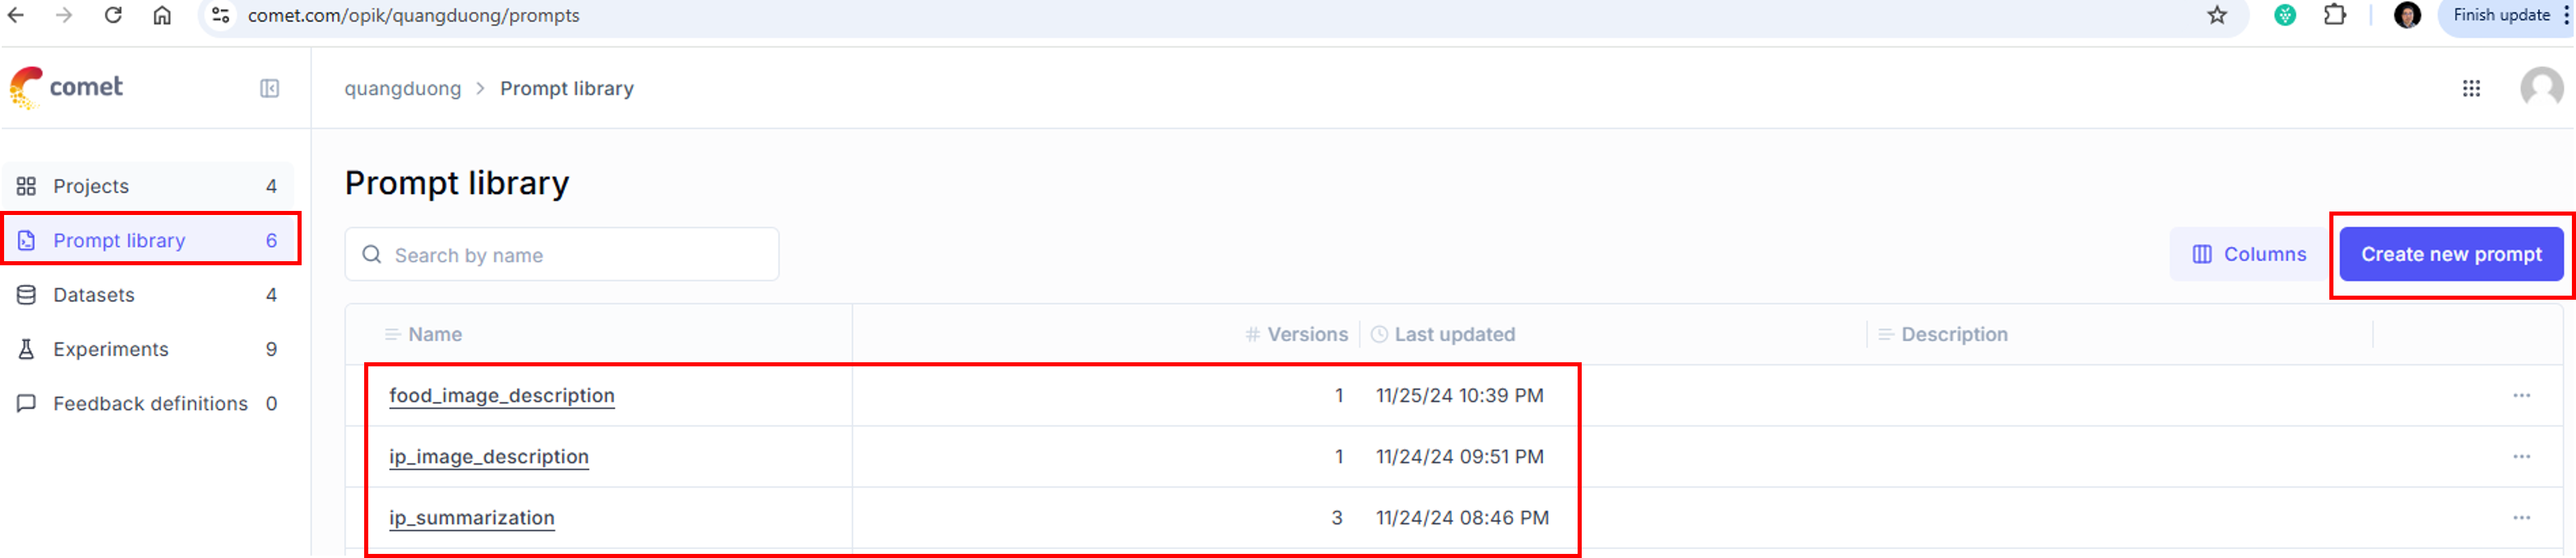 comet.com/opik/quangduong/prompts
Finish update
comet
quangduong > Prompt library
Projects 4
Prompt library 6
Datasets 4
Experiments 9
Feedback definitions 0
Prompt library
Search by name
Columns
Create new prompt
Name # Versions Last updated Description
food_image_description 1 11/25/24 10:39 PM
ip_image_description 1 11/24/24 09:51 PM
ip_summarization 3 11/24/24 08:46 PM